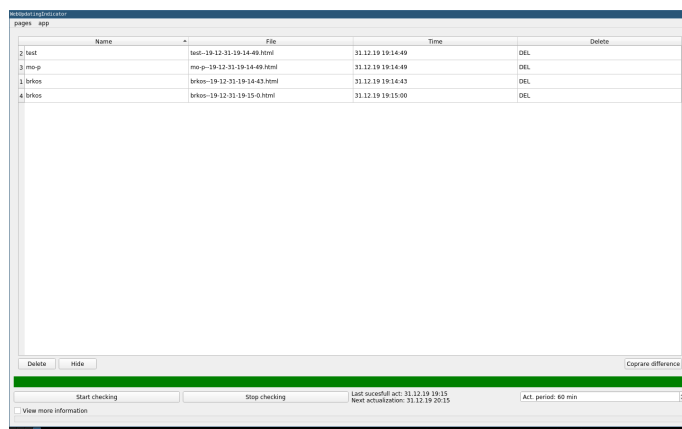 WebUpdatingIndicator
pages app
Name File Time Delete
2 test test--19-12-31-19-14-49.html 31.12.19 19:14:49 DEL
3 mo-p mo-p--19-12-31-19-14-49.html 31.12.19 19:14:49 DEL
1 brkos brkos--19-12-31-19-14-43.html 31.12.19 19:14:43 DEL
4 brkos brkos--19-12-31-19-15-0.html 31.12.19 19:15:00 DEL
Delete Hide Coprare difference
Start checking Stop checking Last sucesfull act: 31.12.19 19:15 Act. period: 60 min
Next actualization: 31.12.19 20:15
View more information